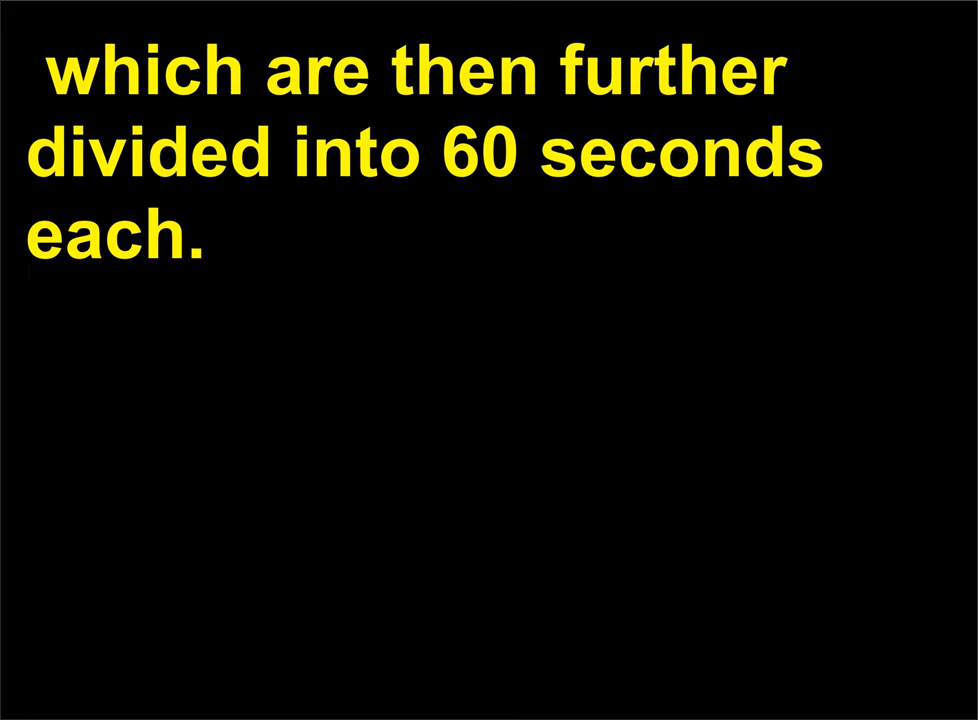 which are then further
divided into 60 seconds
each.